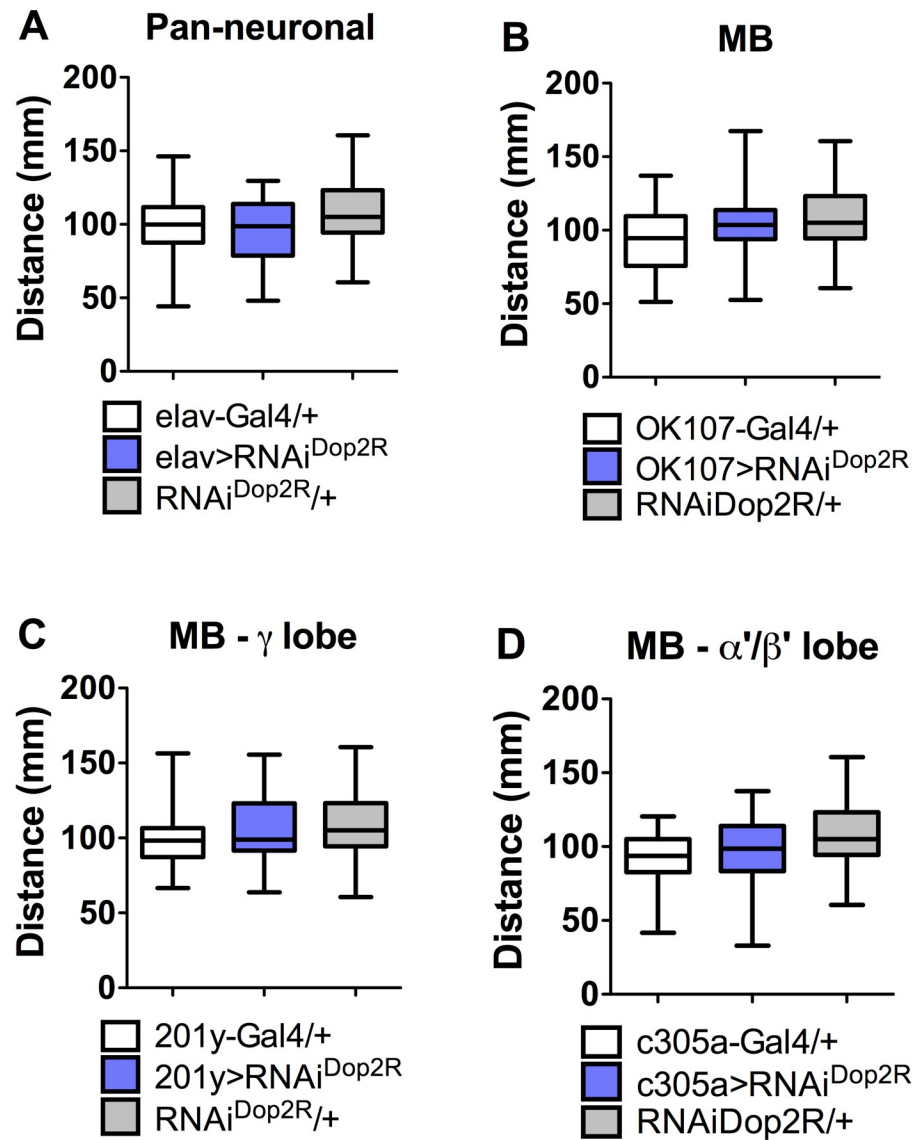 A
Pan-neuronal
Distance (mm)
200
150
100
50
0
elav-Gal4/+
elav>RNAi^Dop2R
RNAi^Dop2R/+
B
MB
Distance (mm)
200
150
100
50
0
OK107-Gal4/+
OK107>RNAi^Dop2R
RNAiDop2R/+
C
MB - γ lobe
Distance (mm)
200
150
100
50
0
201y-Gal4/+
201y>RNAi^Dop2R
RNAi^Dop2R/+
D
MB - α'/β' lobe
Distance (mm)
200
150
100
50
0
c305a-Gal4/+
c305a>RNAi^Dop2R
RNAiDop2R/+